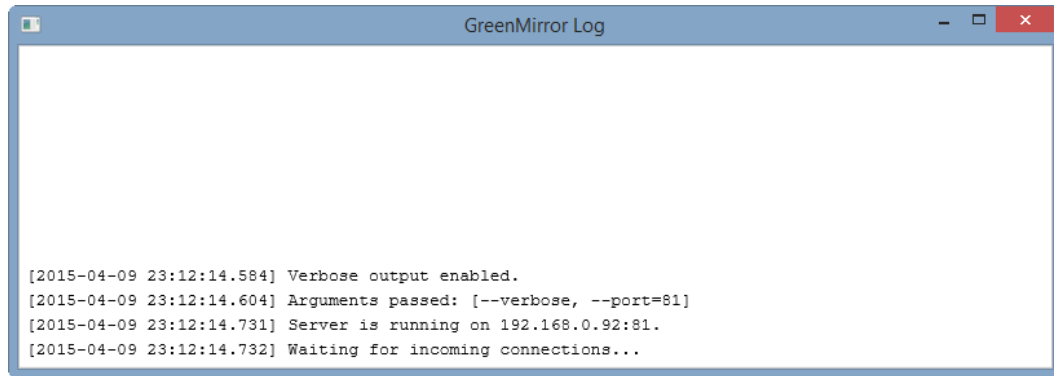 GreenMirror Log
[2015-04-09 23:12:14.584] Verbose output enabled.
[2015-04-09 23:12:14.604] Arguments passed: [--verbose, --port=81]
[2015-04-09 23:12:14.731] Server is running on 192.168.0.92:81.
[2015-04-09 23:12:14.732] Waiting for incoming connections...